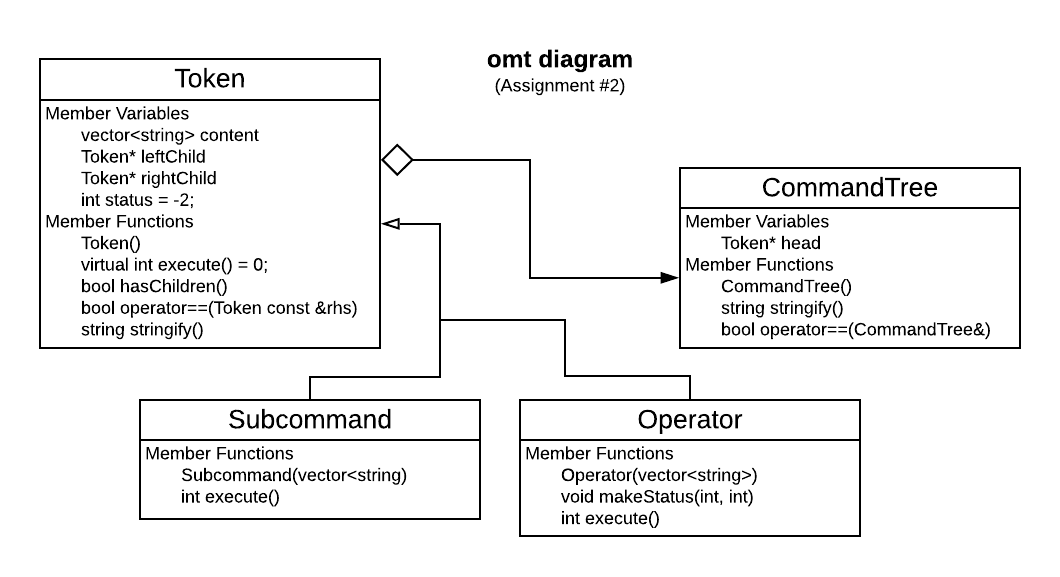 omt diagram
(Assignment #2)
Token
Member Variables
vector<string> content
Token* leftChild
Token* rightChild
int status = -2;
Member Functions
Token()
virtual int execute() = 0;
bool hasChildren()
bool operator==(Token const &rhs)
string stringify()
CommandTree
Member Variables
Token* head
Member Functions
CommandTree()
string stringify()
bool operator==(CommandTree&)
Subcommand
Member Functions
Subcommand(vector<string)
int execute()
Operator
Member Functions
Operator(vector<string>)
void makeStatus(int, int)
int execute()